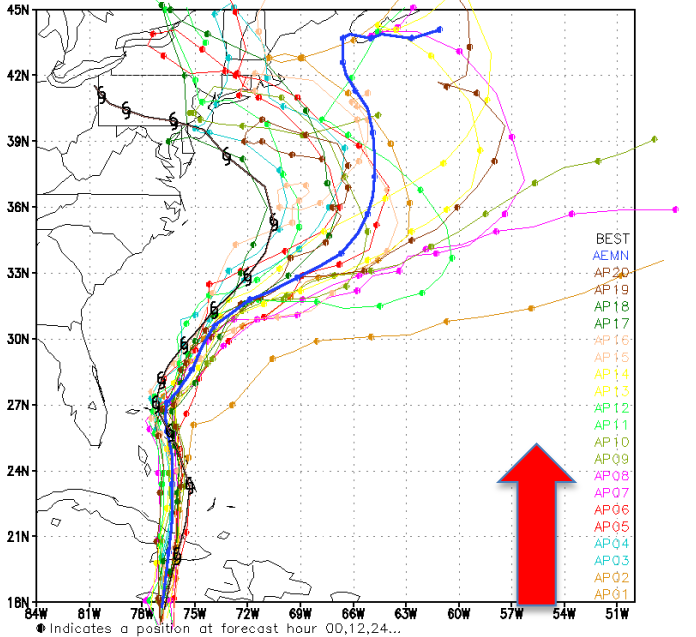 45N
42N
39N
36N
33N
30N
27N
24N
21N
18N
84W 81W 78W 75W 72W 69W 66W 63W 60W 57W 54W 51W
BEST
AEMN
AP20
AP19
AP18
AP17
AP16
AP15
AP14
AP13
AP12
AP11
AP10
AP09
AP08
AP07
AP06
AP05
AP04
AP03
AP02
AP01
Indicates a position at forecast hour 00,12,24...